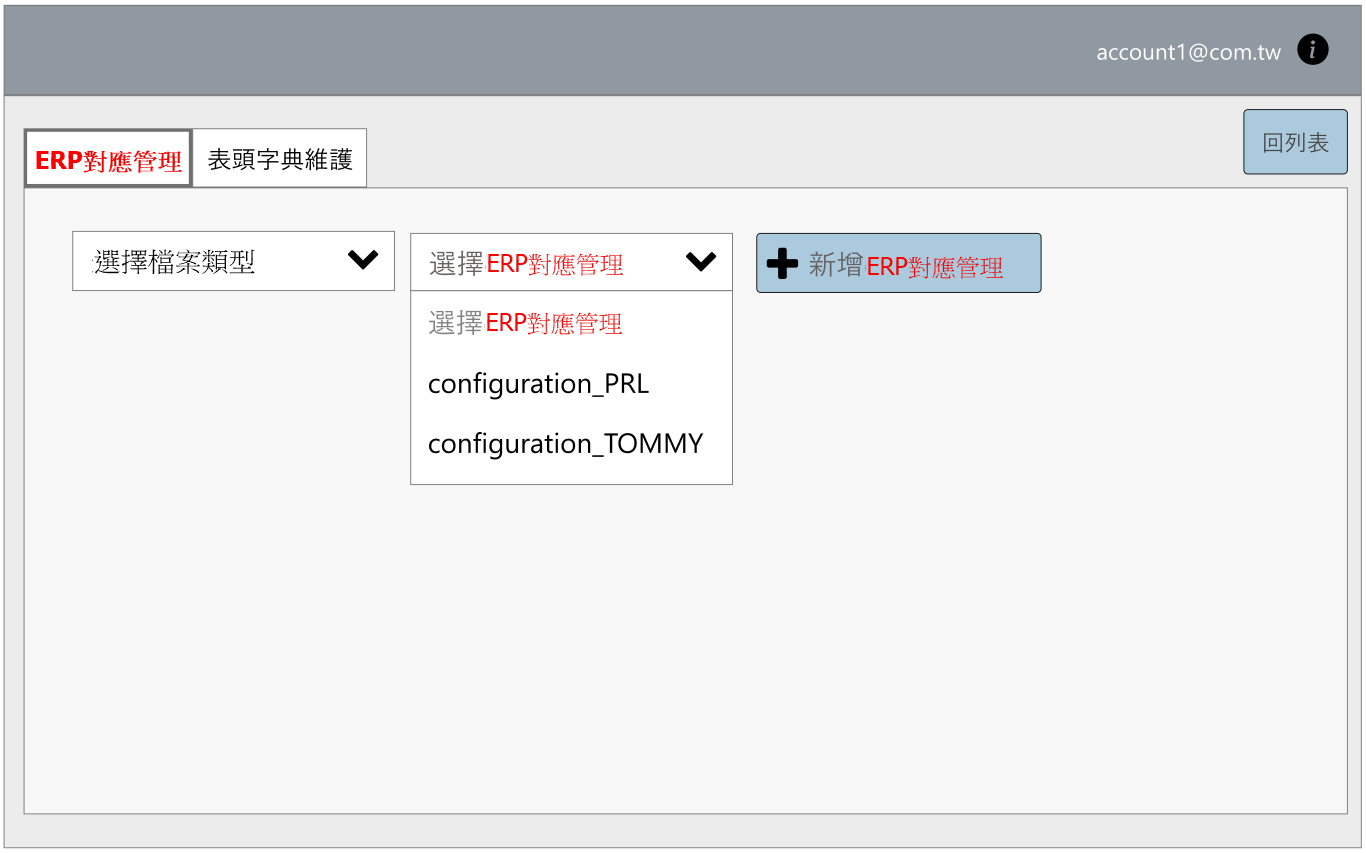 account1@com.tw
回列表
ERP對應管理 表頭字典維護
選擇檔案類型 選擇ERP對應管理 新增ERP對應管理
選擇ERP對應管理
configuration_PRL
configuration_TOMMY